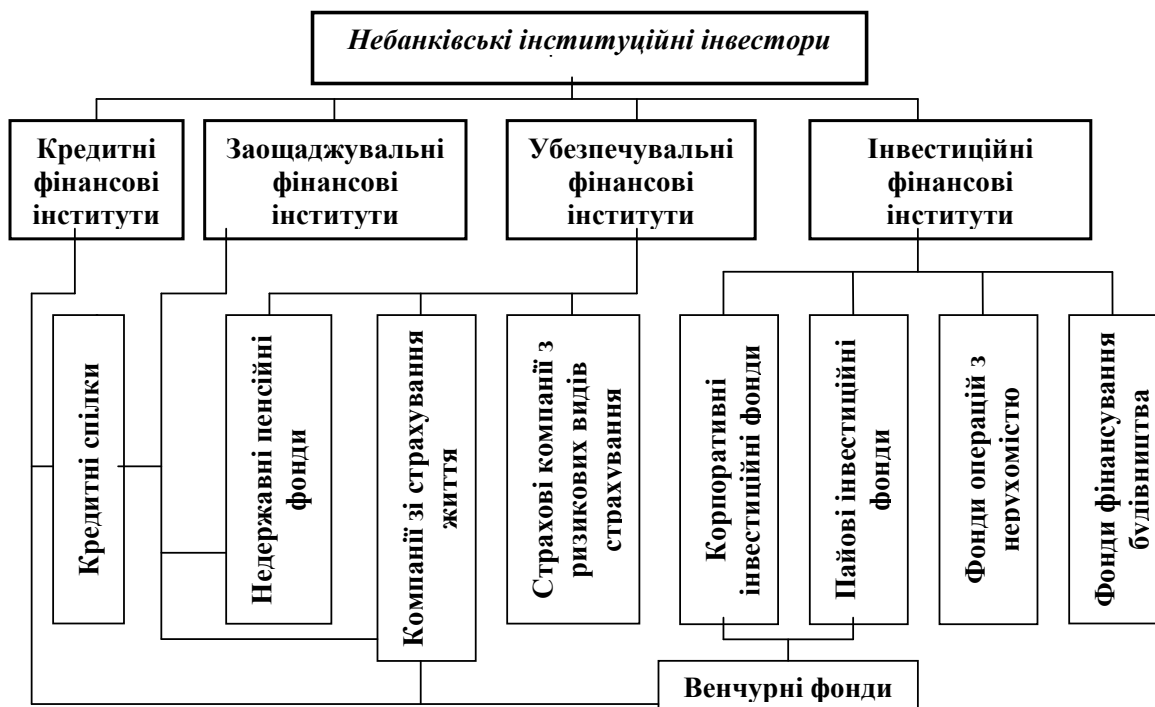 Небанківські інституційні інвестори
Кредитні
фінансові
інститути
Заощаджувальні
фінансові
інститути
Убезпечувальні
фінансові
інститути
Інвестиційні
фінансові
інститути
Кредитні спілки
Недержавні пенсійні
фонди
Компанії зі страхування
життя
Страхові компанії з
ризикових видів
страхування
Корпоративні
інвестиційні фонди
Пайові інвестиційні
фонди
Фонди операцій з
нерухомістю
Фонди фінансування
будівництва
Венчурні фонди